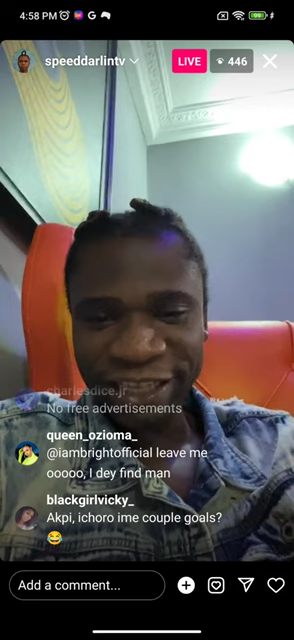 4:58 PM
speeddarlintv
LIVE
446
charlesdice.jr
No free advertisements
queen_ozioma_
@iambrightofficial leave me
ooooo, I dey find man
blackgirlvicky_
Akpi, ichoro ime couple goals?
😂
Add a comment...